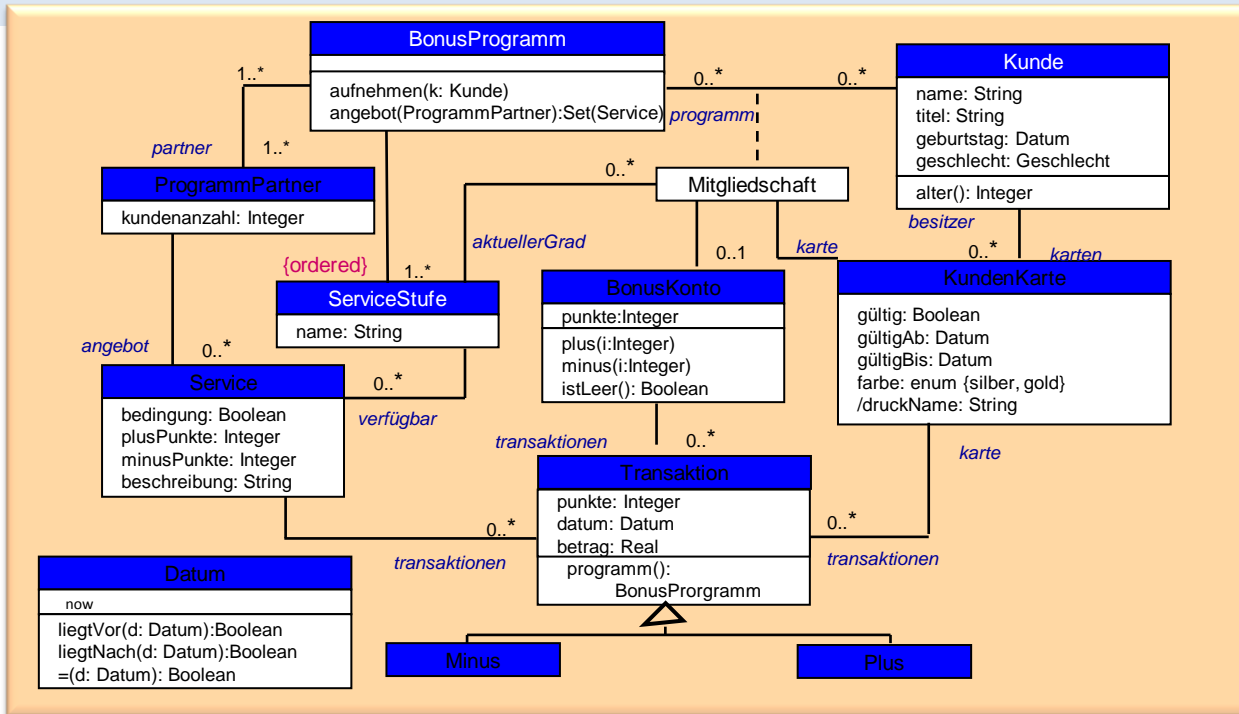 BonusProgramm
aufnehmen(k: Kunde)
angebot(ProgrammPartner):Set(Service)
1..*
partner
1..*
0..*
programm
0..*
Kunde
name: String
titel: String
geburtstag: Datum
geschlecht: Geschlecht
alter(): Integer
besitzer
ProgrammPartner
kundenanzahl: Integer
0..*
Mitgliedschaft
aktuellerGrad
{ordered}
1..*
0..1
karte
0..*
karten
ServiceStufe
name: String
BonusKonto
punkte:Integer
plus(i:Integer)
minus(i:Integer)
istLeer(): Boolean
KundenKarte
gültig: Boolean
gültigAb: Datum
gültigBis: Datum
farbe: enum {silber, gold}
/druckName: String
angebot
0..*
Service
bedingung: Boolean
plusPunkte: Integer
minusPunkte: Integer
beschreibung: String
0..*
verfügbar
transaktionen
0..*
karte
Transaktion
punkte: Integer
datum: Datum
betrag: Real
programm():
BonusProrgramm
0..*
transaktionen
0..*
transaktionen
Datum
now
liegtVor(d: Datum):Boolean
liegtNach(d: Datum):Boolean
=(d: Datum): Boolean
Minus
Plus